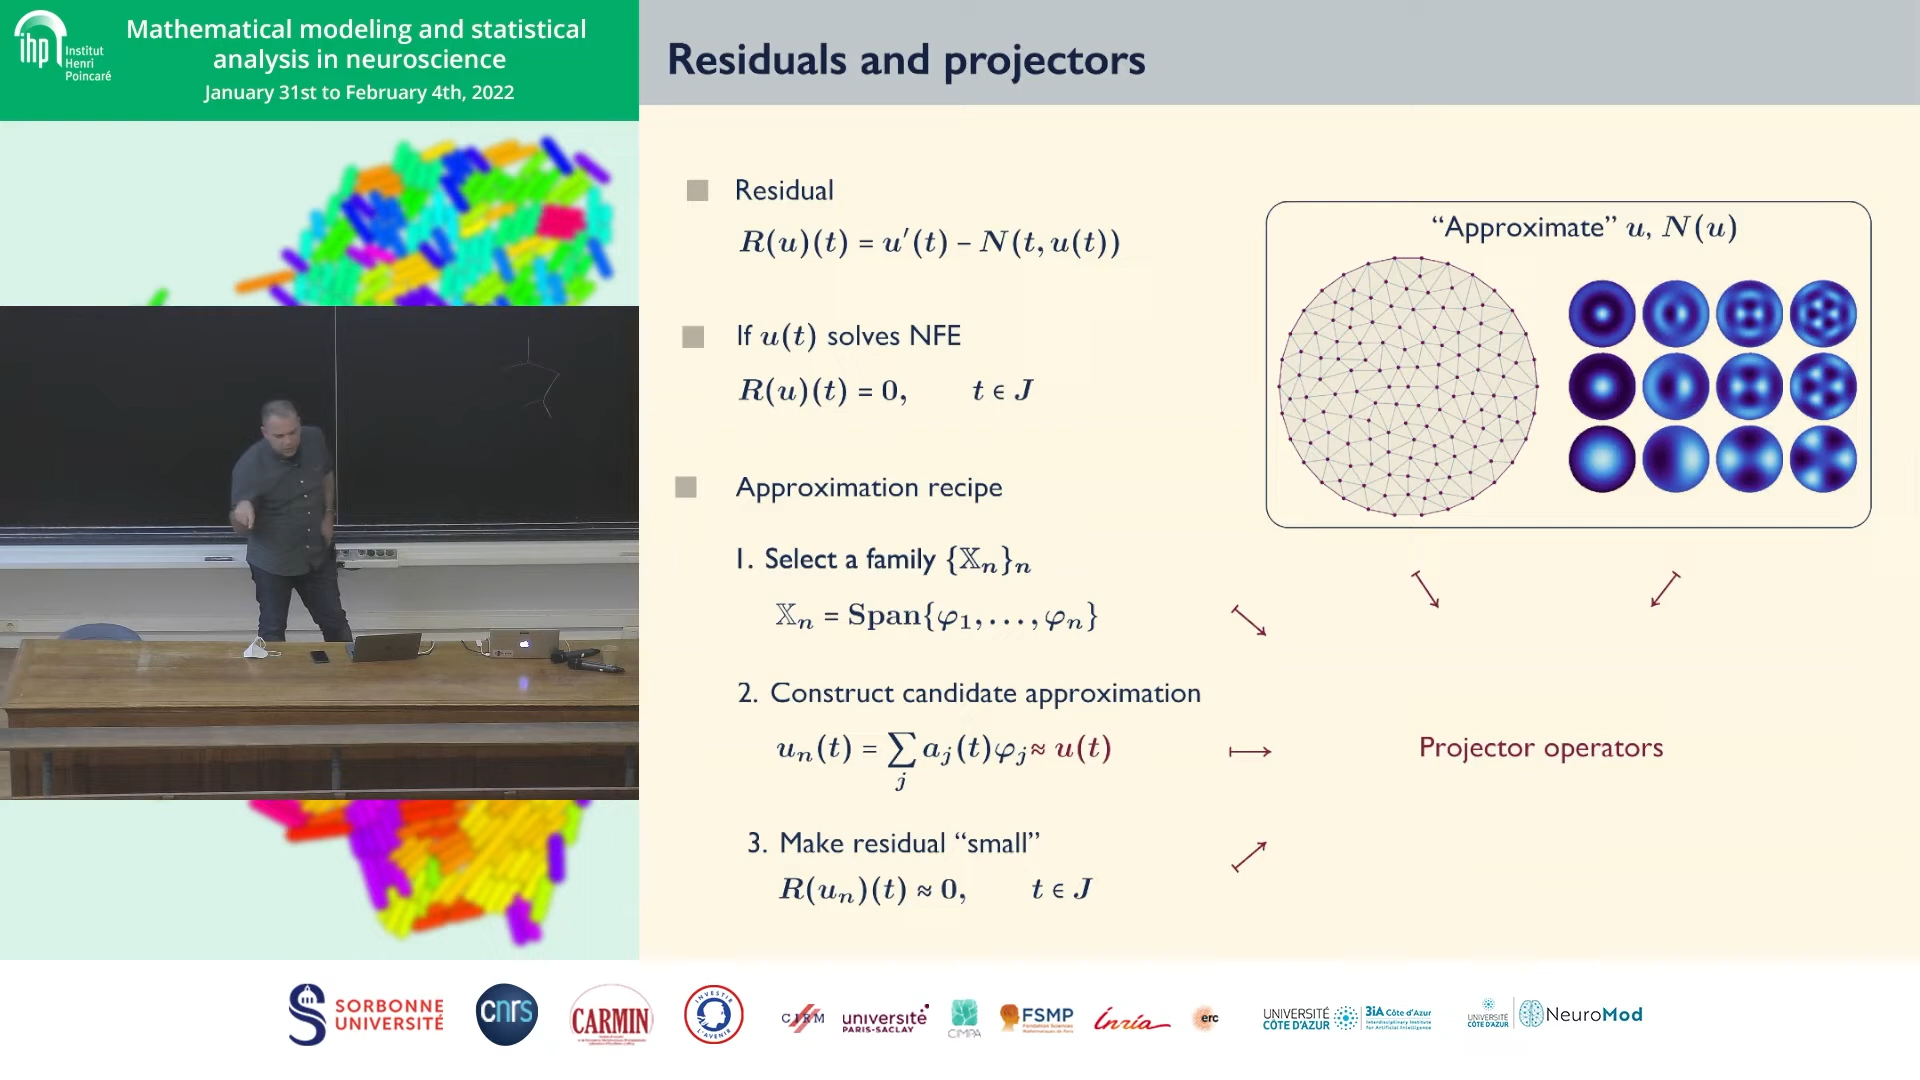 ihp Institut
Henri
Poincaré
Mathematical modeling and statistical
analysis in neuroscience
January 31st to February 4th, 2022
Residuals and projectors
Residual
R(u)(t) = u′(t) − N(t, u(t))
If u(t) solves NFE
R(u)(t) = 0, t ∈ J
Approximation recipe
1. Select a family {𝕏ₙ}ₙ
𝕏ₙ = Span{φ₁, . . . , φₙ}
2. Construct candidate approximation
uₙ(t) = ∑ⱼ aⱼ(t)φⱼ ≈ u(t)
3. Make residual “small”
R(uₙ)(t) ≈ 0, t ∈ J
“Approximate” u, N(u)
Projector operators
SORBONNE
UNIVERSITÉ
cnrs
CARMIN
INVESTIR
L'AVENIR
CIRM
université
PARIS-SACLAY
CIMPA
FSMP
Fondation Sciences
Mathématiques de Paris
Inria
erc
UNIVERSITÉ
CÔTE D'AZUR
3iA Côte d'Azur
Interdisciplinary Institute
for Artificial Intelligence
UNIVERSITÉ
CÔTE D'AZUR
NeuroMod